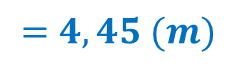 = 4, 45 (m)